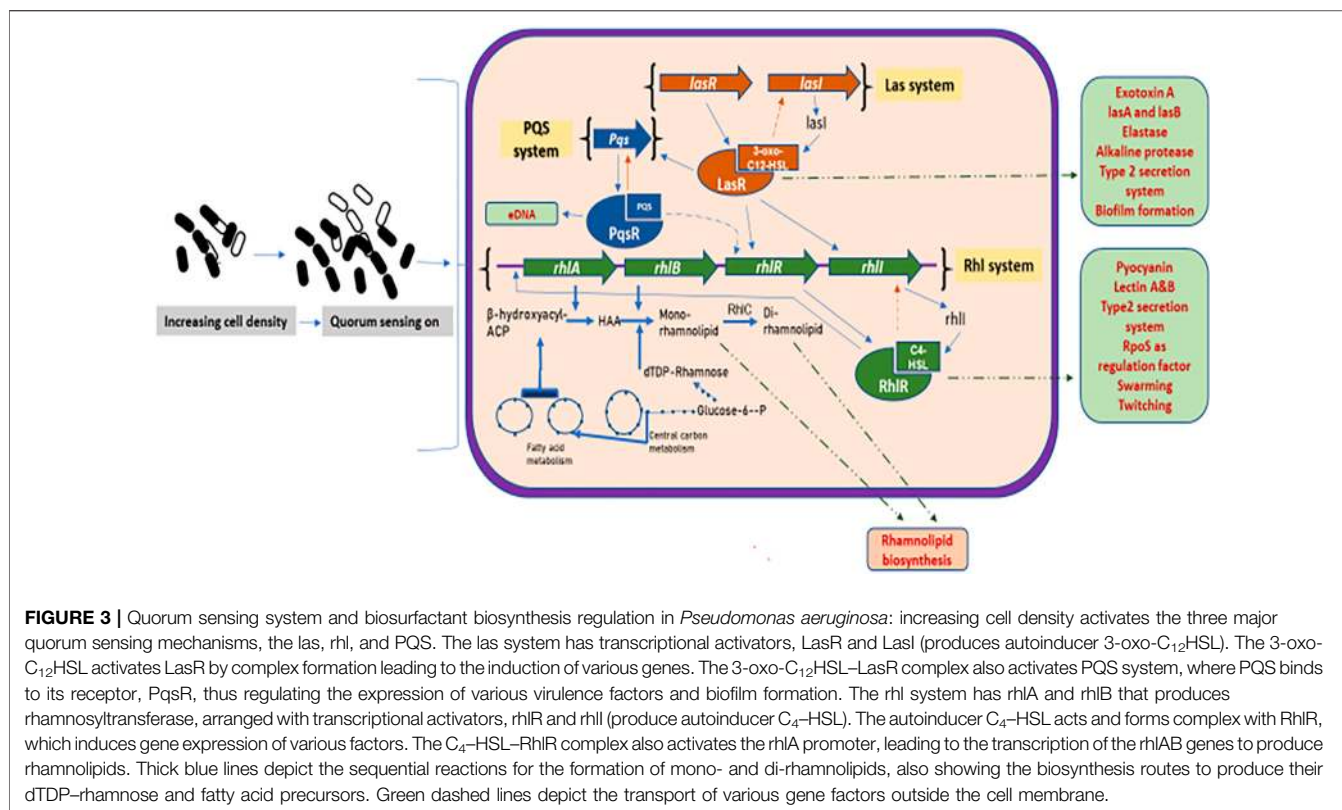 lasR
lasI
Las system
lasI
PQS
system
Pqs
3-oxo-
C12-HSL
LasR
PQS
PqsR
eDNA
rhlA
rhlB
rhlR
rhlI
Rhl system
Increasing cell density
Quorum sensing on
β-hydroxyacyl-
ACP
HAA
Mono-
rhamnolipid
RhlC
Di-
rhamnolipid
rhlI
C4-
HSL
RhlR
dTDP-Rhamnose
Glucose-6--P
Central carbon
metabolism
Fatty acid
metabolism
Exotoxin A
lasA and lasB
Elastase
Alkaline protease
Type 2 secretion
system
Biofilm formation
Pyocyanin
Lectin A&B
Type2 secretion
system
RpoS as
regulation factor
Swarming
Twitching
Rhamnolipid
biosynthesis
FIGURE 3 | Quorum sensing system and biosurfactant biosynthesis regulation in Pseudomonas aeruginosa: increasing cell density activates the three major
quorum sensing mechanisms, the las, rhl, and PQS. The las system has transcriptional activators, LasR and LasI (produces autoinducer 3-oxo-C₁₂HSL). The 3-oxo-
C₁₂HSL activates LasR by complex formation leading to the induction of various genes. The 3-oxo-C₁₂HSL–LasR complex also activates PQS system, where PQS binds
to its receptor, PqsR, thus regulating the expression of various virulence factors and biofilm formation. The rhl system has rhlA and rhlB that produces
rhamnosyltransferase, arranged with transcriptional activators, rhlR and rhlI (produce autoinducer C₄–HSL). The autoinducer C₄–HSL acts and forms complex with RhlR,
which induces gene expression of various factors. The C₄–HSL–RhlR complex also activates the rhlA promoter, leading to the transcription of the rhlAB genes to produce
rhamnolipids. Thick blue lines depict the sequential reactions for the formation of mono- and di-rhamnolipids, also showing the biosynthesis routes to produce their
dTDP–rhamnose and fatty acid precursors. Green dashed lines depict the transport of various gene factors outside the cell membrane.